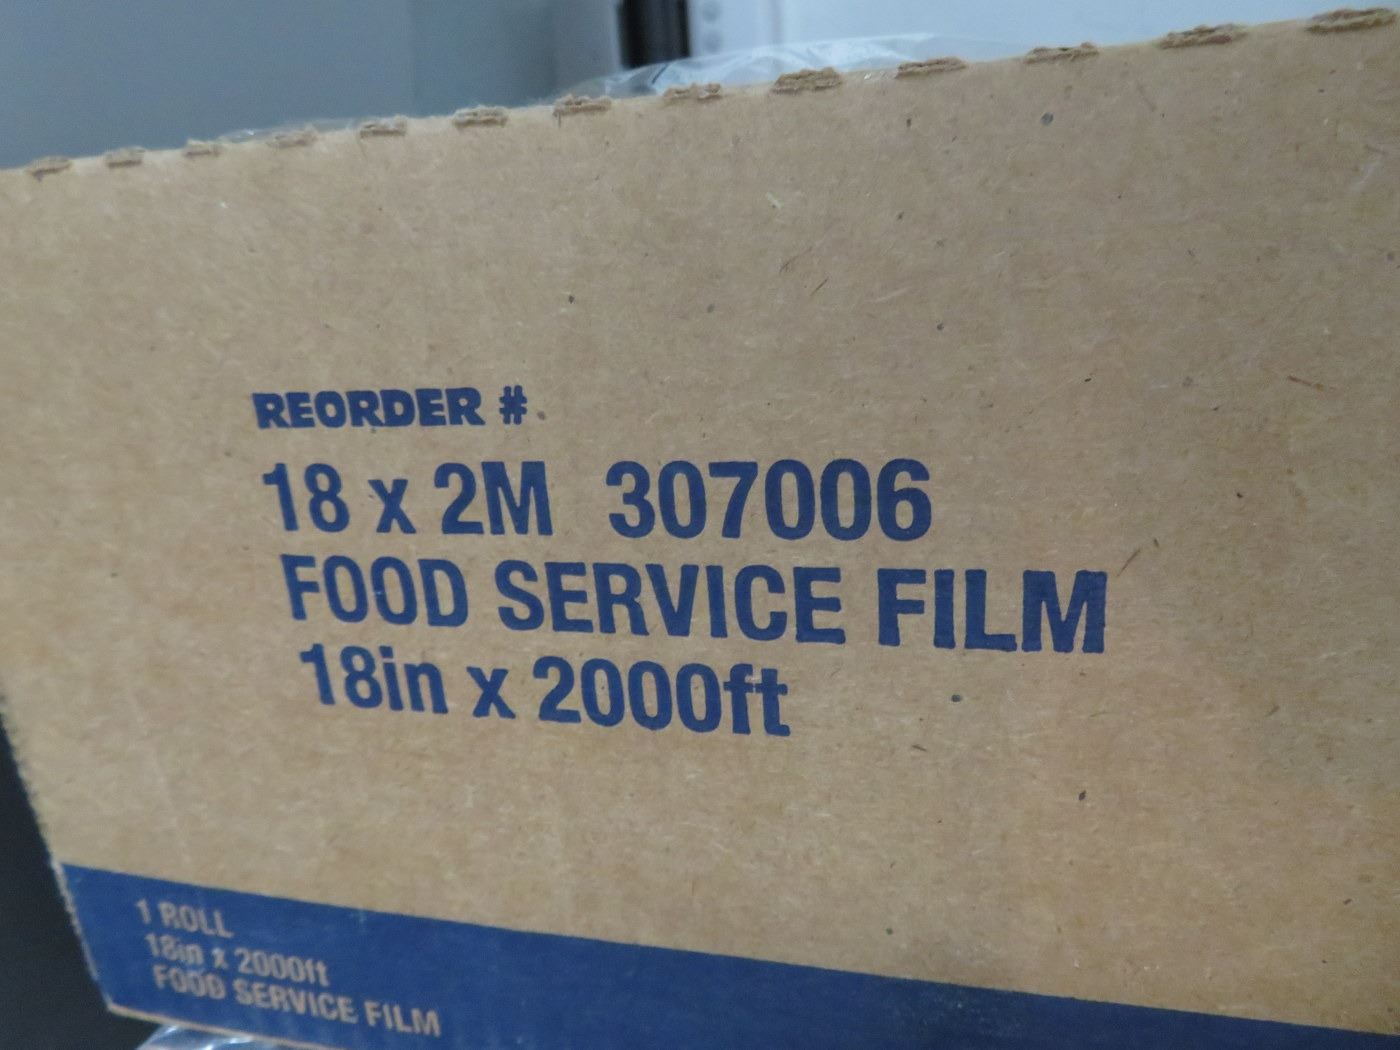 REORDER #
18 x 2M 307006
FOOD SERVICE FILM
18in x 2000ft
1 ROLL
18in x 2000ft
FOOD SERVICE FILM